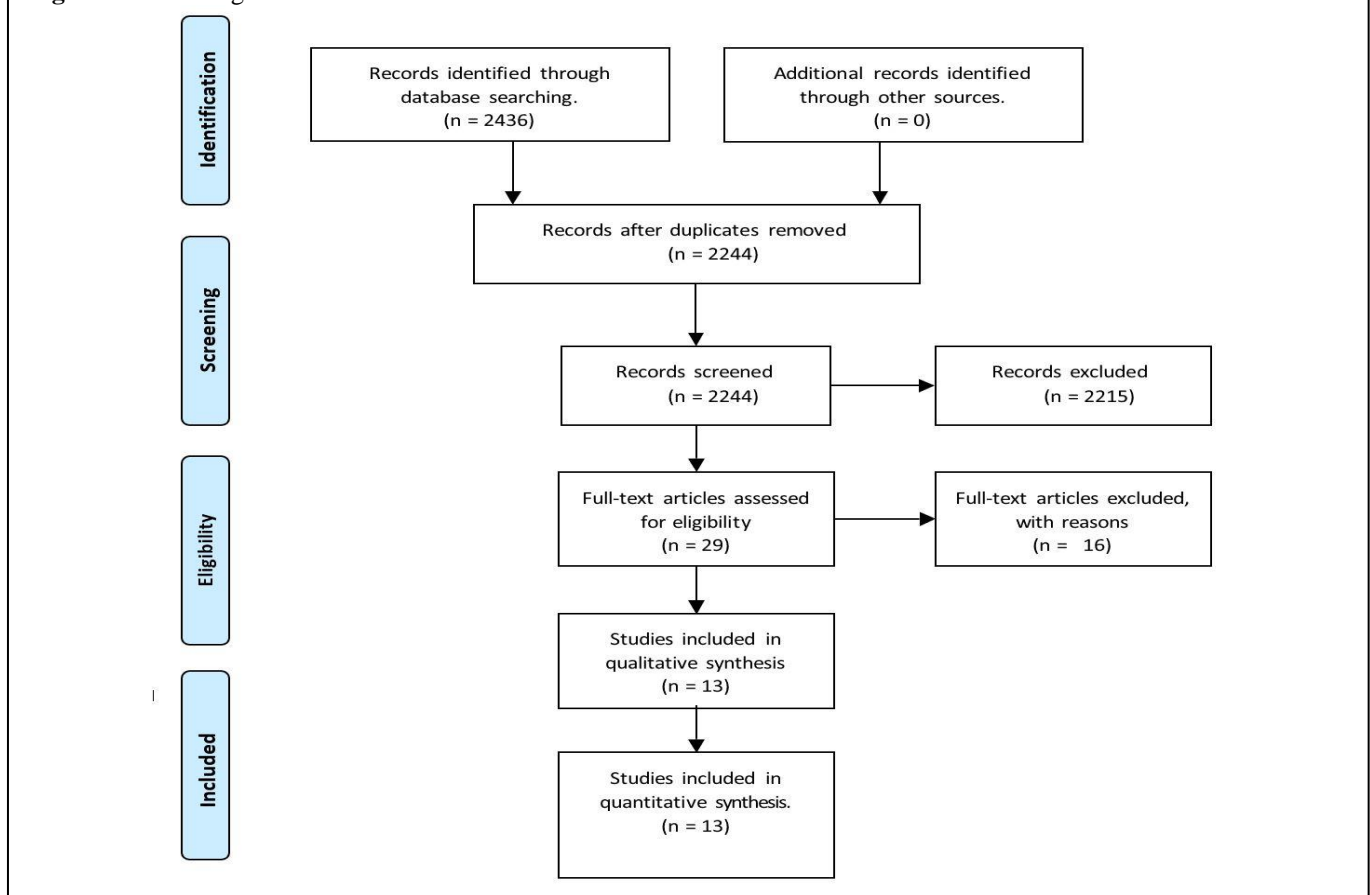 Identification
Records identified through
database searching.
(n = 2436)
Additional records identified
through other sources.
(n = 0)
Records after duplicates removed
(n = 2244)
Screening
Records screened
(n = 2244)
Records excluded
(n = 2215)
Eligibility
Full-text articles assessed
for eligibility
(n = 29)
Full-text articles excluded,
with reasons
(n = 16)
Studies included in
qualitative synthesis
(n = 13)
Included
Studies included in
quantitative synthesis.
(n = 13)